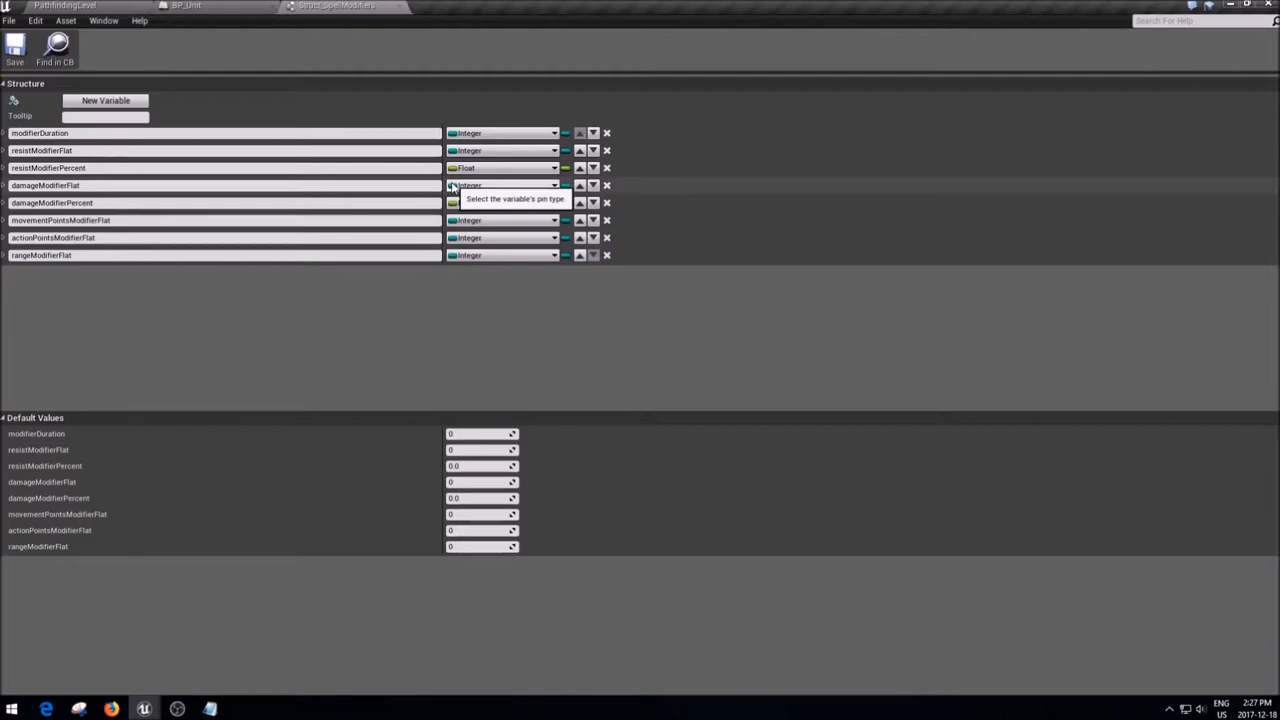 PathfindingLevel
BP_Unit
Struct_SpellModifiers
File
Edit
Asset
Window
Help
Search For Help
Save
Find in CB
Structure
New Variable
Tooltip
modifierDuration
Integer
resistModifierFlat
Integer
resistModifierPercent
Float
damageModifierFlat
Integer
Select the variable's pin type
damageModifierPercent
movementPointsModifierFlat
Integer
actionPointsModifierFlat
Integer
rangeModifierFlat
Integer
Default Values
modifierDuration
0
resistModifierFlat
0
resistModifierPercent
0.0
damageModifierFlat
0
damageModifierPercent
0.0
movementPointsModifierFlat
0
actionPointsModifierFlat
0
rangeModifierFlat
0
ENG
US
2:27 PM
2017-12-18